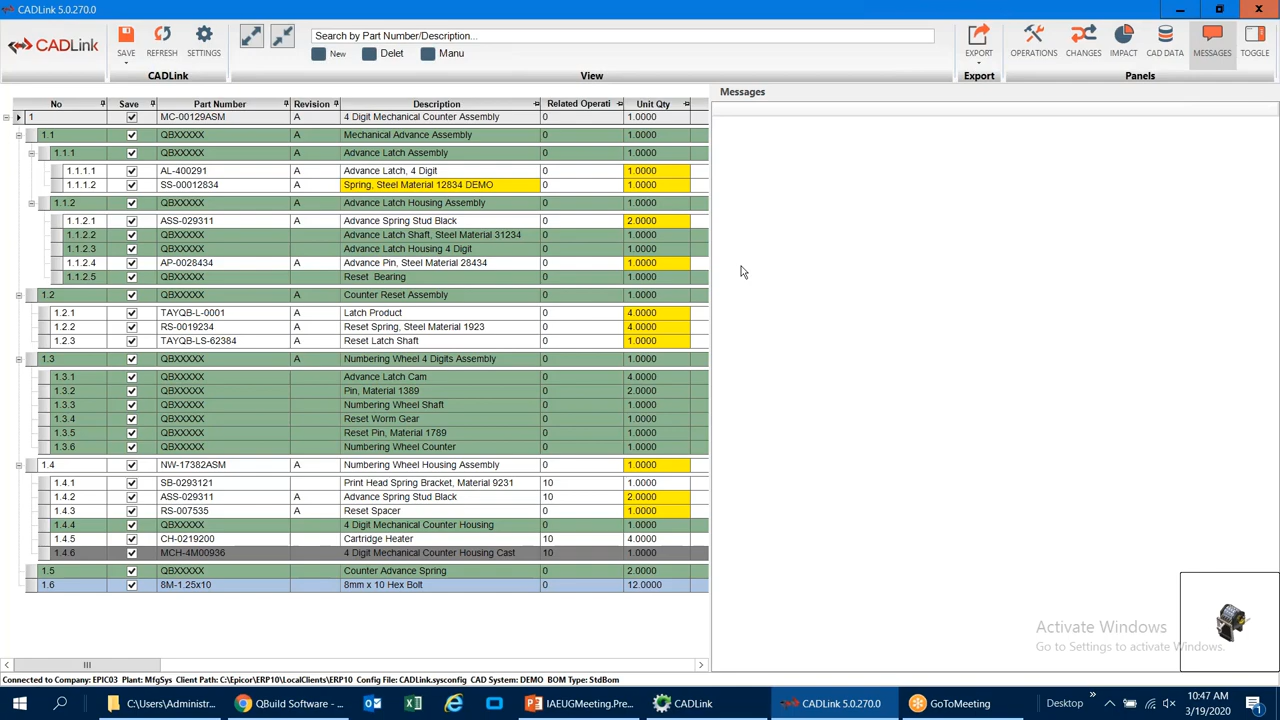 CADLink 5.0.270.0
CADLink
SAVE
REFRESH
SETTINGS
CADLink
Search by Part Number/Description...
New
Delet
Manu
View
EXPORT
Export
OPERATIONS
CHANGES
IMPACT
CAD DATA
MESSAGES
TOGGLE
Panels
No Save Part Number Revision Description Related Operati Unit Qty
1 MC-00129ASM A 4 Digit Mechanical Counter Assembly 0 1.0000
1.1 QBXXXXX A Mechanical Advance Assembly 0 1.0000
1.1.1 QBXXXXX A Advance Latch Assembly 0 1.0000
1.1.1.1 AL-400291 A Advance Latch, 4 Digit 0 1.0000
1.1.1.2 SS-00012834 A Spring, Steel Material 12834 DEMO 0 1.0000
1.1.2 QBXXXXX A Advance Latch Housing Assembly 0 1.0000
1.1.2.1 ASS-029311 A Advance Spring Stud Black 0 2.0000
1.1.2.2 QBXXXXX Advance Latch Shaft, Steel Material 31234 0 1.0000
1.1.2.3 QBXXXXX Advance Latch Housing 4 Digit 0 1.0000
1.1.2.4 AP-0028434 A Advance Pin, Steel Material 28434 0 1.0000
1.1.2.5 QBXXXXX Reset Bearing 0 1.0000
1.2 QBXXXXX A Counter Reset Assembly 0 1.0000
1.2.1 TAYQB-L-0001 A Latch Product 0 4.0000
1.2.2 RS-0019234 A Reset Spring, Steel Material 1923 0 4.0000
1.2.3 TAYQB-LS-62384 A Reset Latch Shaft 0 1.0000
1.3 QBXXXXX A Numbering Wheel 4 Digits Assembly 0 1.0000
1.3.1 QBXXXXX Advance Latch Cam 0 4.0000
1.3.2 QBXXXXX Pin, Material 1389 0 2.0000
1.3.3 QBXXXXX Numbering Wheel Shaft 0 1.0000
1.3.4 QBXXXXX Reset Worm Gear 0 1.0000
1.3.5 QBXXXXX Reset Pin, Material 1789 0 1.0000
1.3.6 QBXXXXX Numbering Wheel Counter 0 1.0000
1.4 NW-17382ASM A Numbering Wheel Housing Assembly 0 1.0000
1.4.1 SB-0293121 Print Head Spring Bracket, Material 9231 10 1.0000
1.4.2 ASS-029311 A Advance Spring Stud Black 10 2.0000
1.4.3 RS-007535 A Reset Spacer 10 1.0000
1.4.4 QBXXXXX 4 Digit Mechanical Counter Housing 0 1.0000
1.4.5 CH-0219200 Cartridge Heater 10 4.0000
1.4.6 MCH-4M00936 4 Digit Mechanical Counter Housing Cast 10 1.0000
1.5 QBXXXXX Counter Advance Spring 0 2.0000
1.6 8M-1.25x10 8mm x 10 Hex Bolt 0 12.0000
Messages
Activate Windows
Go to Settings to activate Windows.
Connected to Company: EPIC03 Plant: MfgSys Client Path: C:\Epicor\ERP10\LocalClients\ERP10 Config File: CADLink.sysconfig CAD System: DEMO BOM Type: StdBom
C:\Users\Administr...
QBuild Software - ...
IAEUGMeeting.Pre...
CADLink
CADLink 5.0.270.0
GoToMeeting
Desktop
10:47 AM
3/19/2020
1